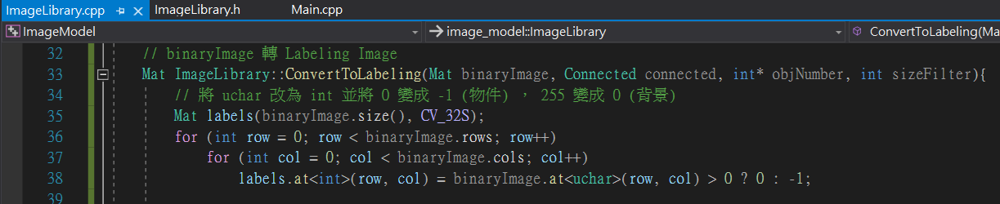 ImageLibrary.cpp ImageLibrary.h Main.cpp
ImageModel image_model::ImageLibrary ConvertToLabeling(Ma
32 // binaryImage 轉 Labeling Image
33 Mat ImageLibrary::ConvertToLabeling(Mat binaryImage, Connected connected, int* objNumber, int sizeFilter){
34 // 將 uchar 改為 int 並將 0 變成 -1 (物件) , 255 變成 0 (背景)
35 Mat labels(binaryImage.size(), CV_32S);
36 for (int row = 0; row < binaryImage.rows; row++)
37 for (int col = 0; col < binaryImage.cols; col++)
38 labels.at<int>(row, col) = binaryImage.at<uchar>(row, col) > 0 ? 0 : -1;
39